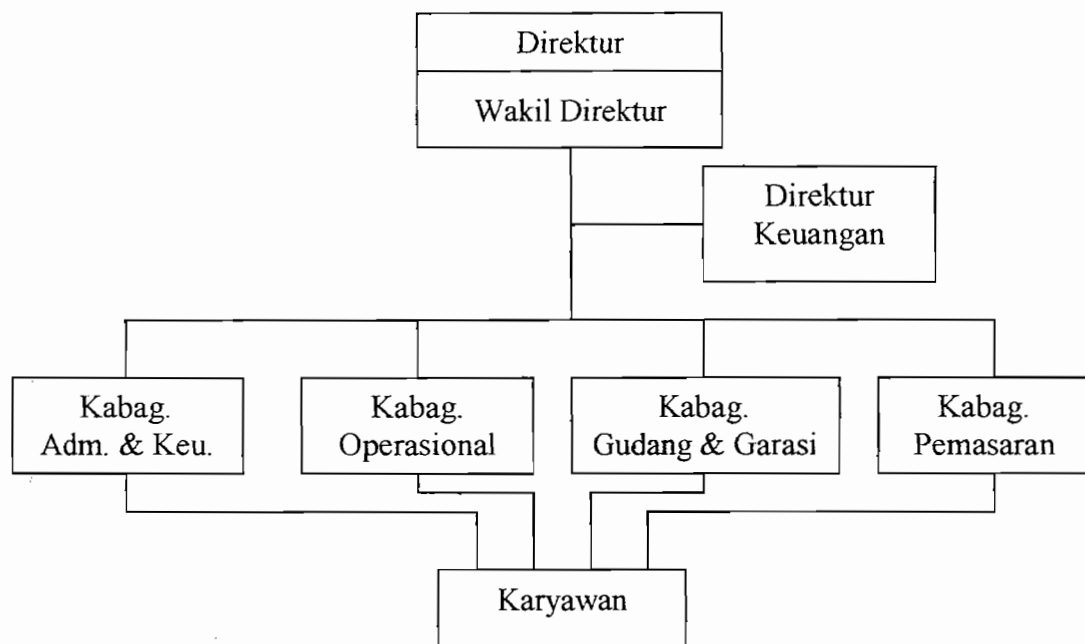 Direktur
Wakil Direktur
Direktur
Keuangan
Kabag.
Adm. & Keu.
Kabag.
Operasional
Kabag.
Gudang & Garasi
Kabag.
Pemasaran
Karyawan